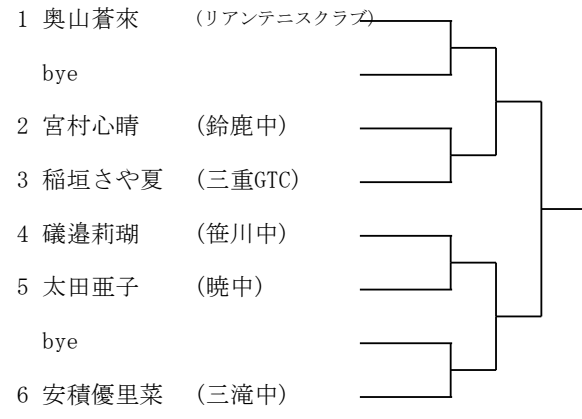 1 奥山蒼來 (リアンテニスクラブ)
bye
2 宮村心晴 (鈴鹿中)
3 稲垣さや夏 (三重GTC)
4 礒邉莉瑚 (笹川中)
5 太田亜子 (暁中)
bye
6 安積優里菜 (三滝中)